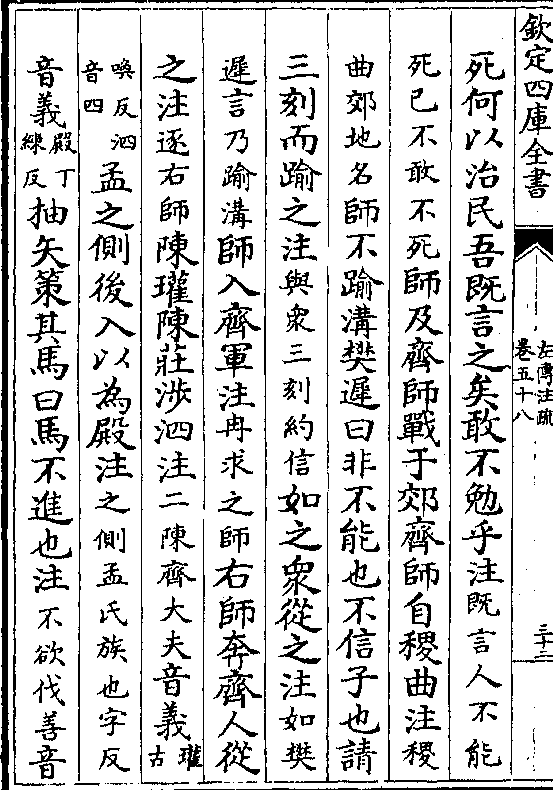 欽定四庫全書
左傳注疏
卷五十八
三十三
死何以治民吾既言之矣敢不勉乎注既言人不能
死已不敢不死師及齊師戰于郊齊師自稷曲注稷
曲郊地名師不踰溝樊遲曰非不能也不信子也請
三刻而踰之注與衆三刻約信如之衆從之注如樊
遲言乃踰溝師入齊軍注冉求之師右師奔齊人從
之注逐右師陳瓘陳莊涉泗注二陳齊大夫音義瓘古
喚反泗音四孟之側後入以為殿注之側孟氏族也字反
音義殿丁練反抽矢策其馬曰馬不進也注不欲伐善音